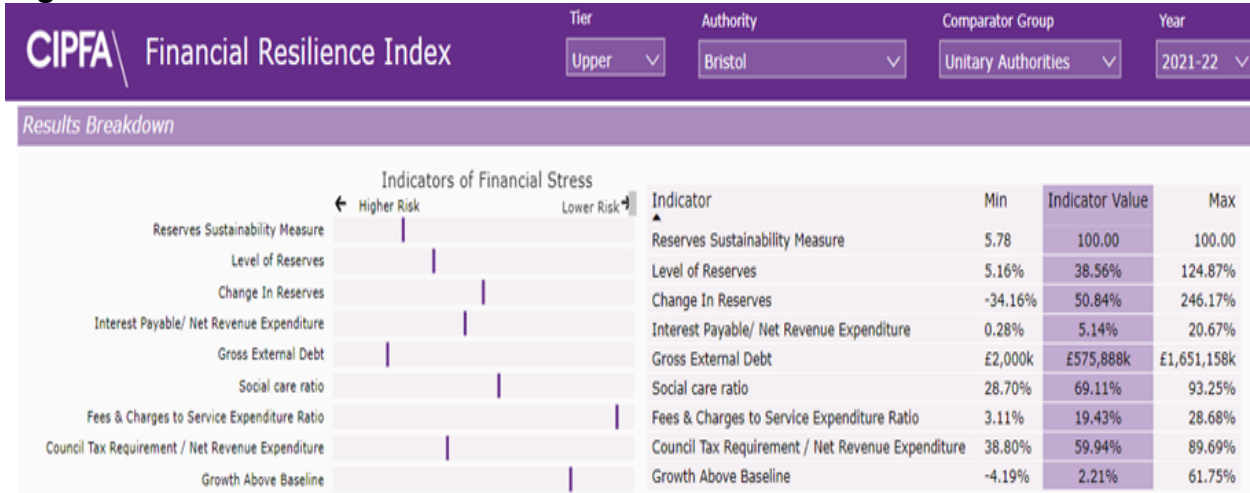 Tier Authority Comparator Group Year
CIPFA\ Financial Resilience Index
Upper Bristol Unitary Authorities 2021-22
Results Breakdown
Indicators of Financial Stress
← Higher Risk Lower Risk →
Reserves Sustainability Measure
Level of Reserves
Change In Reserves
Interest Payable/ Net Revenue Expenditure
Gross External Debt
Social care ratio
Fees & Charges to Service Expenditure Ratio
Council Tax Requirement / Net Revenue Expenditure
Growth Above Baseline
Indicator Min Indicator Value Max
Reserves Sustainability Measure 5.78 100.00 100.00
Level of Reserves 5.16% 38.56% 124.87%
Change In Reserves -34.16% 50.84% 246.17%
Interest Payable/ Net Revenue Expenditure 0.28% 5.14% 20.67%
Gross External Debt £2,000k £575,888k £1,651,158k
Social care ratio 28.70% 69.11% 93.25%
Fees & Charges to Service Expenditure Ratio 3.11% 19.43% 28.68%
Council Tax Requirement / Net Revenue Expenditure 38.80% 59.94% 89.69%
Growth Above Baseline -4.19% 2.21% 61.75%